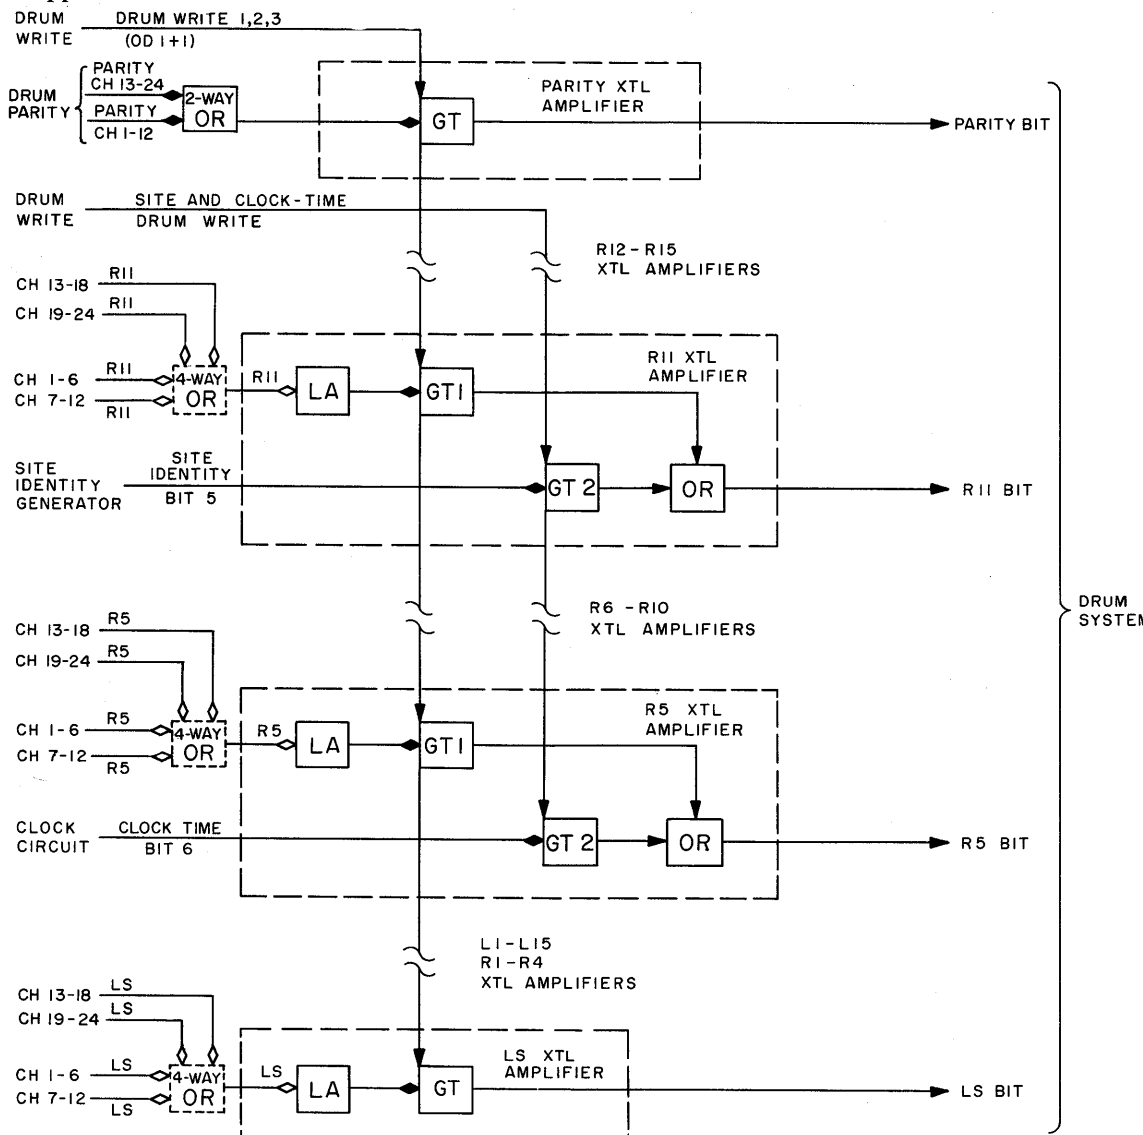 DRUM WRITE
DRUM WRITE 1,2,3
(OD 1+1)
DRUM PARITY
PARITY
CH 13-24
PARITY
CH 1-12
2-WAY
OR
GT
PARITY XTL
AMPLIFIER
PARITY BIT
DRUM WRITE
SITE AND CLOCK-TIME
DRUM WRITE
R12-R15
XTL AMPLIFIERS
CH 13-18
R11
CH 19-24
R11
CH 1-6
R11
CH 7-12
R11
4-WAY
OR
R11
LA
GT1
R11 XTL
AMPLIFIER
SITE
IDENTITY
GENERATOR
SITE
IDENTITY
BIT 5
GT 2
OR
R11 BIT
R6-R10
XTL AMPLIFIERS
DRUM
SYSTEM
CH 13-18
R5
CH 19-24
R5
CH 1-6
R5
CH 7-12
R5
4-WAY
OR
R5
LA
GT1
R5 XTL
AMPLIFIER
CLOCK
CIRCUIT
CLOCK TIME
BIT 6
GT 2
OR
R5 BIT
L1-L15
R1-R4
XTL AMPLIFIERS
CH 13-18
LS
CH 19-24
LS
CH 1-6
LS
CH 7-12
LS
4-WAY
OR
LS
LA
GT
LS XTL
AMPLIFIER
LS BIT